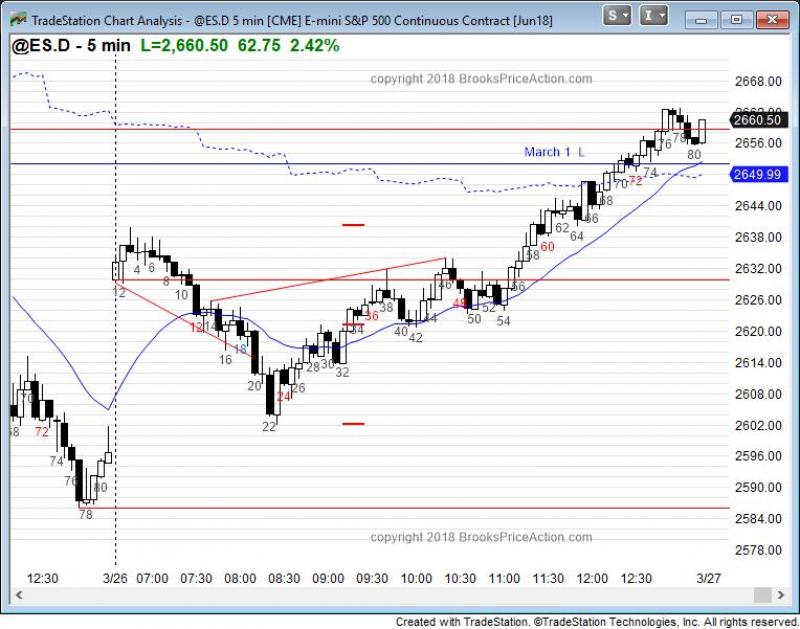 TradeStation Chart Analysis - @ES.D 5 min [CME] E-mini S&P 500 Continuous Contract [Jun18]
S I
@ES.D - 5 min L=2,660.50 62.75 2.42%
copyright 2018 BrooksPriceAction.com
2668.00
2662.00
2660.50
2656.00
2649.99
2644.00
2638.00
2632.00
2626.00
2620.00
2614.00
2608.00
2602.00
2596.00
2590.00
2584.00
2578.00
March 1 L
68 70 72 74 76 78 80
12 4 6 8 10 12 14 16 18 20 22 24 26 28 30 32 34 36 38 40 42 44 46 48 50 52 54 56 58 60 62 64 66 68 70 72 74 76 78 80
copyright 2018 BrooksPriceAction.com
12:30 3/26 07:00 07:30 08:00 08:30 09:00 09:30 10:00 10:30 11:00 11:30 12:00 12:30 3/27
Created with TradeStation. ©TradeStation Technologies, Inc. All rights reserved.